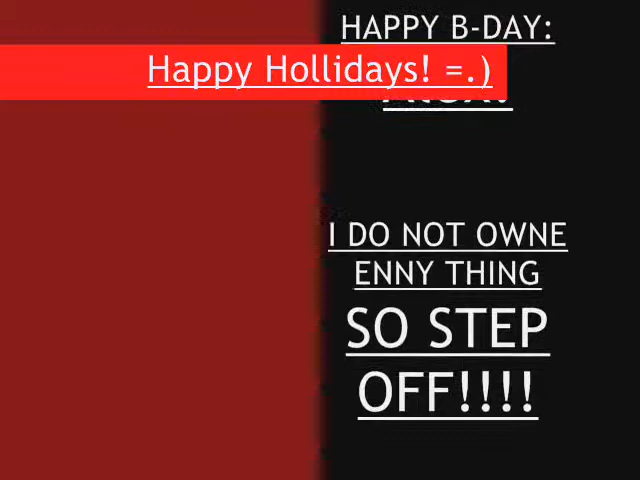 HAPPY B-DAY:
Happy Hollidays! =.)
I DO NOT OWNE
ENNY THING
SO STEP
OFF!!!!